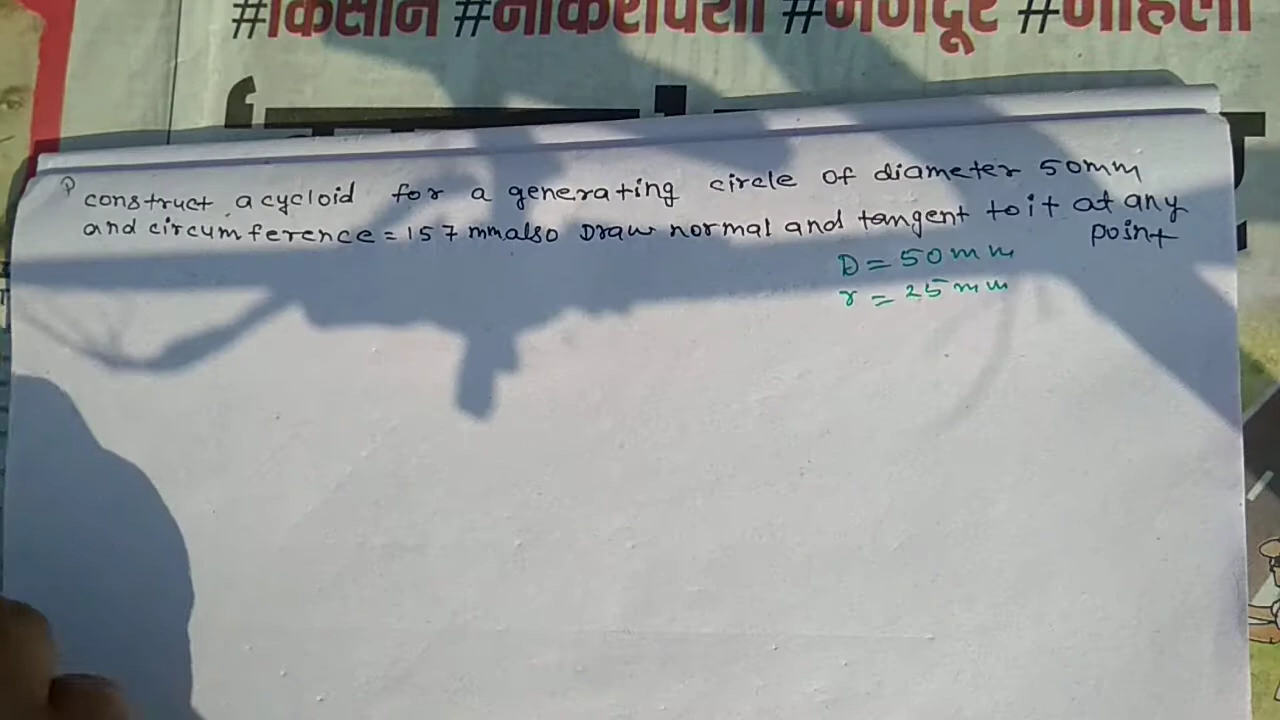 #किसान #नौकरीपेशा #मजदूर #महिला
construct a cycloid for a generating circle of diameter 50mm
and circumference = 157 mm also Draw normal and tangent to it at any
point
D = 50 mm
r = 25 mm